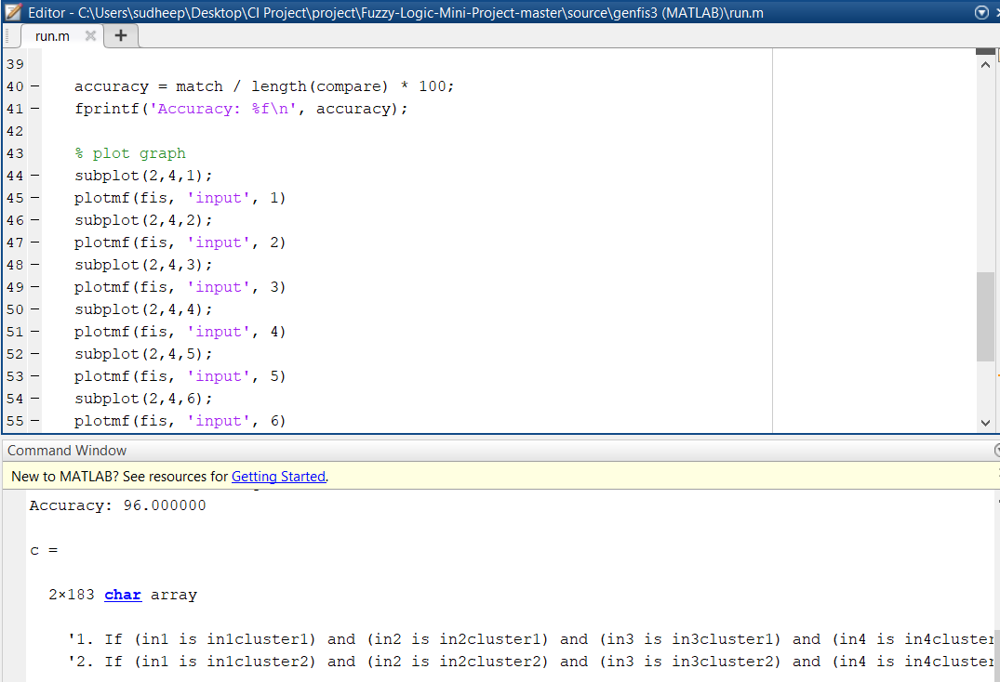 Editor - C:\Users\sudheep\Desktop\CI Project\project\Fuzzy-Logic-Mini-Project-master\source\genfis3 (MATLAB)\run.m
run.m
39
40 – accuracy = match / length(compare) * 100;
41 – fprintf('Accuracy: %f\n', accuracy);
42
43 % plot graph
44 – subplot(2,4,1);
45 – plotmf(fis, 'input', 1)
46 – subplot(2,4,2);
47 – plotmf(fis, 'input', 2)
48 – subplot(2,4,3);
49 – plotmf(fis, 'input', 3)
50 – subplot(2,4,4);
51 – plotmf(fis, 'input', 4)
52 – subplot(2,4,5);
53 – plotmf(fis, 'input', 5)
54 – subplot(2,4,6);
55 – plotmf(fis, 'input', 6)
Command Window
New to MATLAB? See resources for Getting Started.
Accuracy: 96.000000
c =
2×183 char array
'1. If (in1 is in1cluster1) and (in2 is in2cluster1) and (in3 is in3cluster1) and (in4 is in4cluster
'2. If (in1 is in1cluster2) and (in2 is in2cluster2) and (in3 is in3cluster2) and (in4 is in4cluster